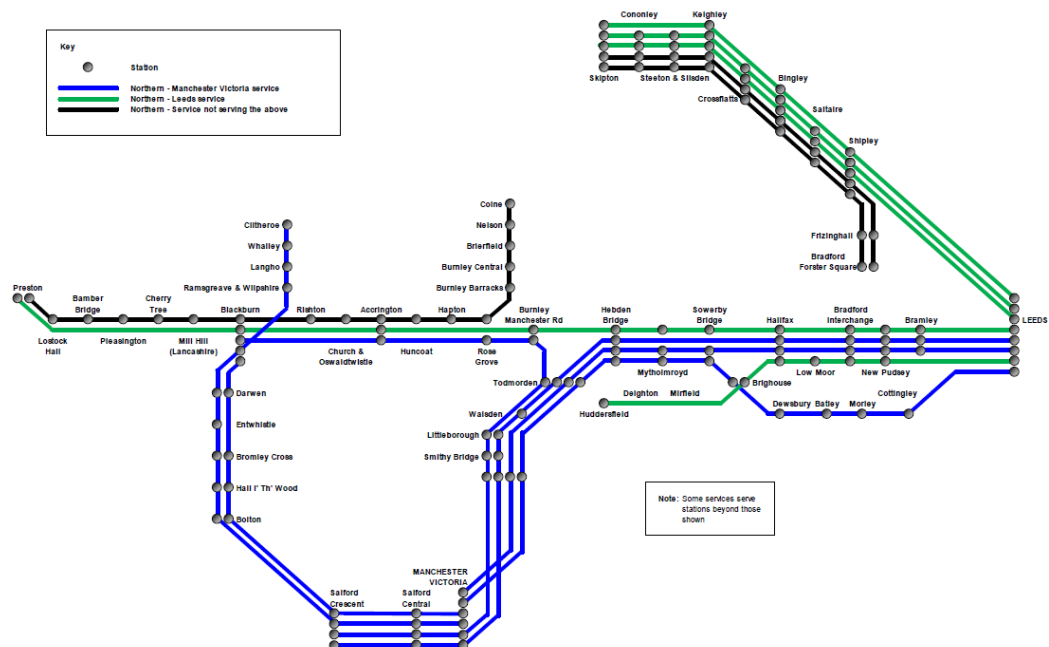 Key
Station
Northern - Manchester Victoria service
Northern - Leeds service
Northern - Service not serving the above
Cononley
Keighley
Skipton
Steeton & Silsden
Bingley
Crossflatts
Saltaire
Shipley
Frizinghall
Bradford
Forster Square
Colne
Nelson
Brierfield
Burnley Central
Burnley Barracks
Clitheroe
Whalley
Langho
Ramsgreave & Wilpshire
Preston
Bamber
Bridge
Cherry
Tree
Blackburn
Rishton
Accrington
Hapton
Burnley
Manchester Rd
Hebden
Bridge
Sowerby
Bridge
Halifax
Bradford
Interchange
Bramley
LEEDS
Lostock
Hall
Pleasington
Mill Hill
(Lancashire)
Church &
Oswaldtwistle
Huncoat
Rose
Grove
Mytholmroyd
Low Moor
New Pudsey
Todmorden
Brighouse
Deighton
Mirfield
Huddersfield
Dewsbury
Batley
Morley
Cottingley
Darwen
Entwhistle
Bromley Cross
Hall I' Th' Wood
Bolton
Walsden
Littleborough
Smithy Bridge
Note: Some services serve
stations beyond those
shown
MANCHESTER
VICTORIA
Salford
Crescent
Salford
Central